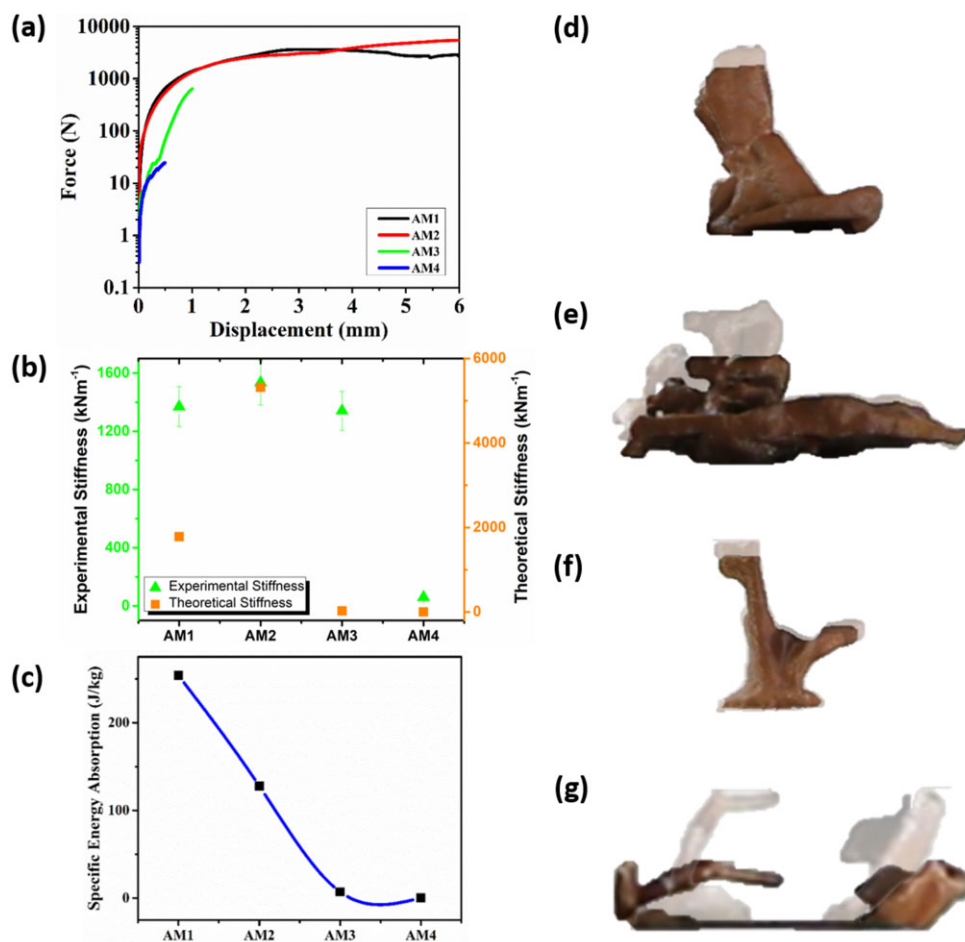 (a)
10000
1000
100
10
1
0.1
Force (N)
AM1
AM2
AM3
AM4
0 1 2 3 4 5 6
Displacement (mm)
(b)
1600
1200
800
400
0
Experimental Stiffness (kNm⁻¹)
6000
4000
2000
0
Theoretical Stiffness (kNm⁻¹)
Experimental Stiffness
Theoretical Stiffness
AM1 AM2 AM3 AM4
(c)
200
100
0
Specific Energy Absorption (J/kg)
AM1 AM2 AM3 AM4
(d)
(e)
(f)
(g)